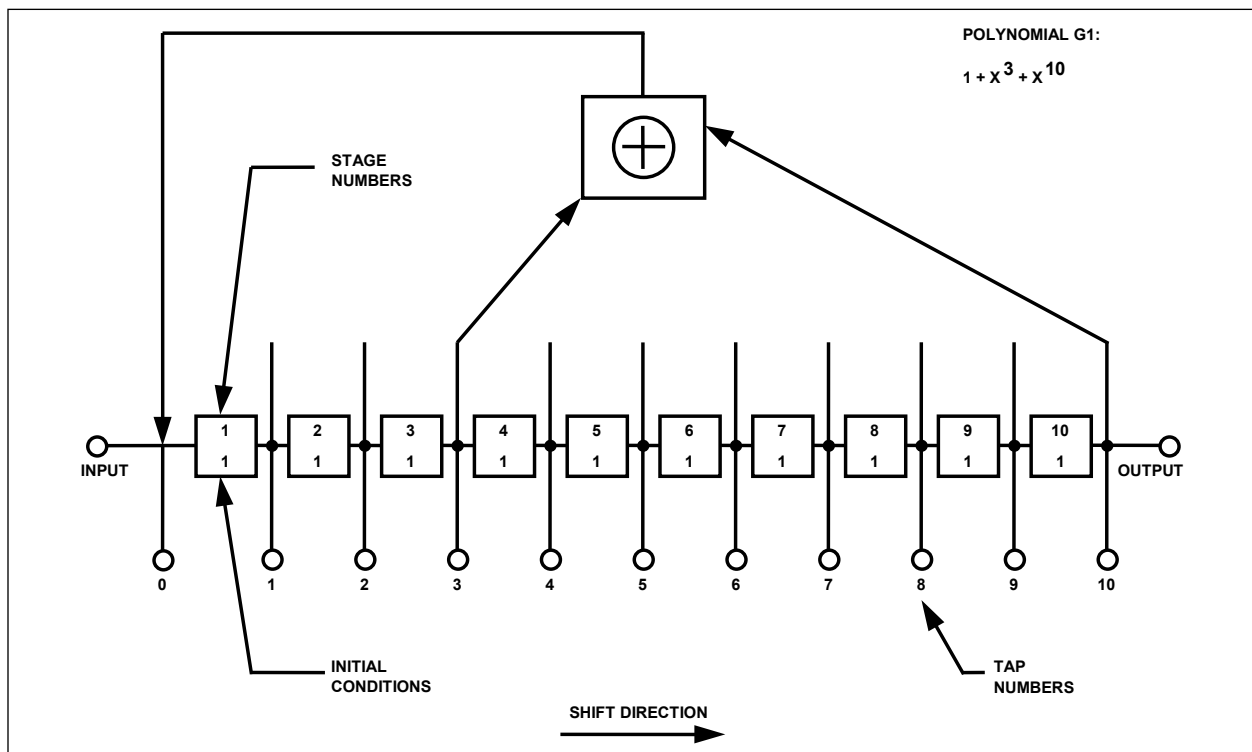 POLYNOMIAL G1:
1 + X³ + X¹⁰
STAGE
NUMBERS
1 2 3 4 5 6 7 8 9 10
1 1 1 1 1 1 1 1 1 1
INPUT
OUTPUT
0 1 2 3 4 5 6 7 8 9 10
INITIAL
CONDITIONS
TAP
NUMBERS
SHIFT DIRECTION